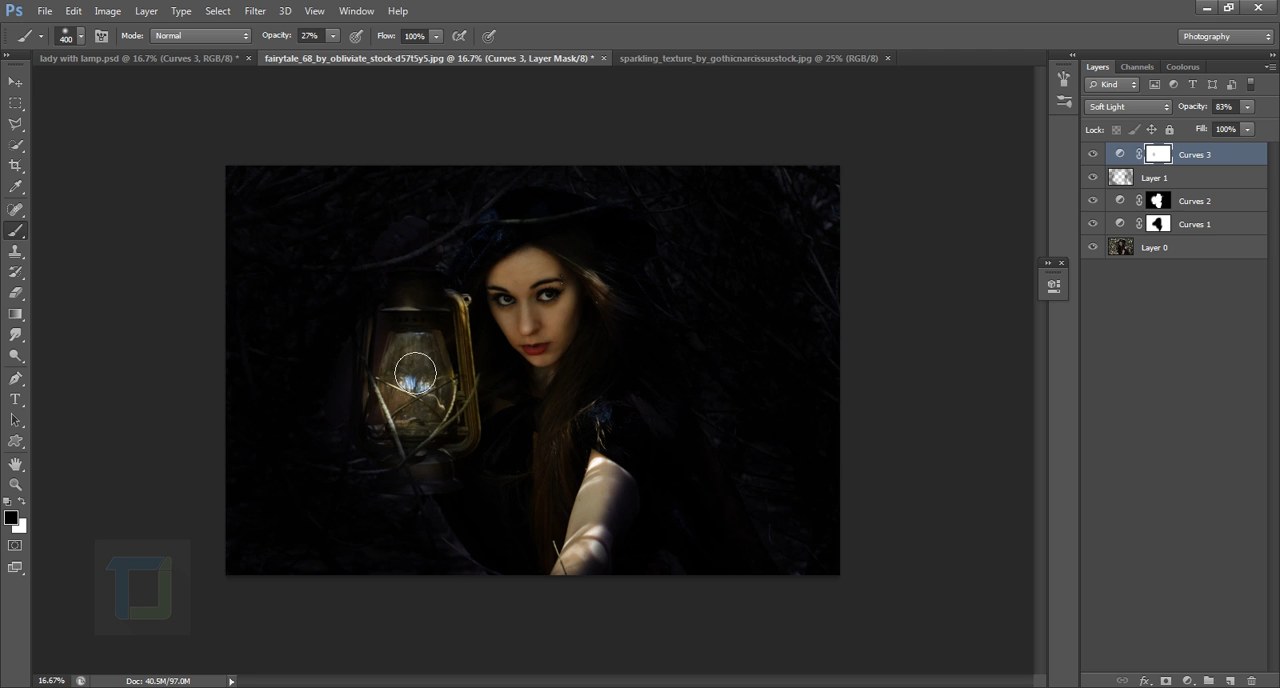 Ps File Edit Image Layer Type Select Filter 3D View Window Help
400 Mode: Normal Opacity: 27% Flow: 100% Photography
lady with lamp.psd @ 16.7% (Curves 3, RGB/8) * × fairytale_68_by_obliviate_stock-d57t5y5.jpg @ 16.7% (Curves 3, Layer Mask/8) * × sparkling_texture_by_gothicnarcissusstock.jpg @ 25% (RGB/8) ×
Layers Channels Coolorus
Kind
Soft Light Opacity: 83%
Lock: Fill: 100%
Curves 3
Layer 1
Curves 2
Curves 1
Layer 0
16.67% Doc: 40.5M/97.0M